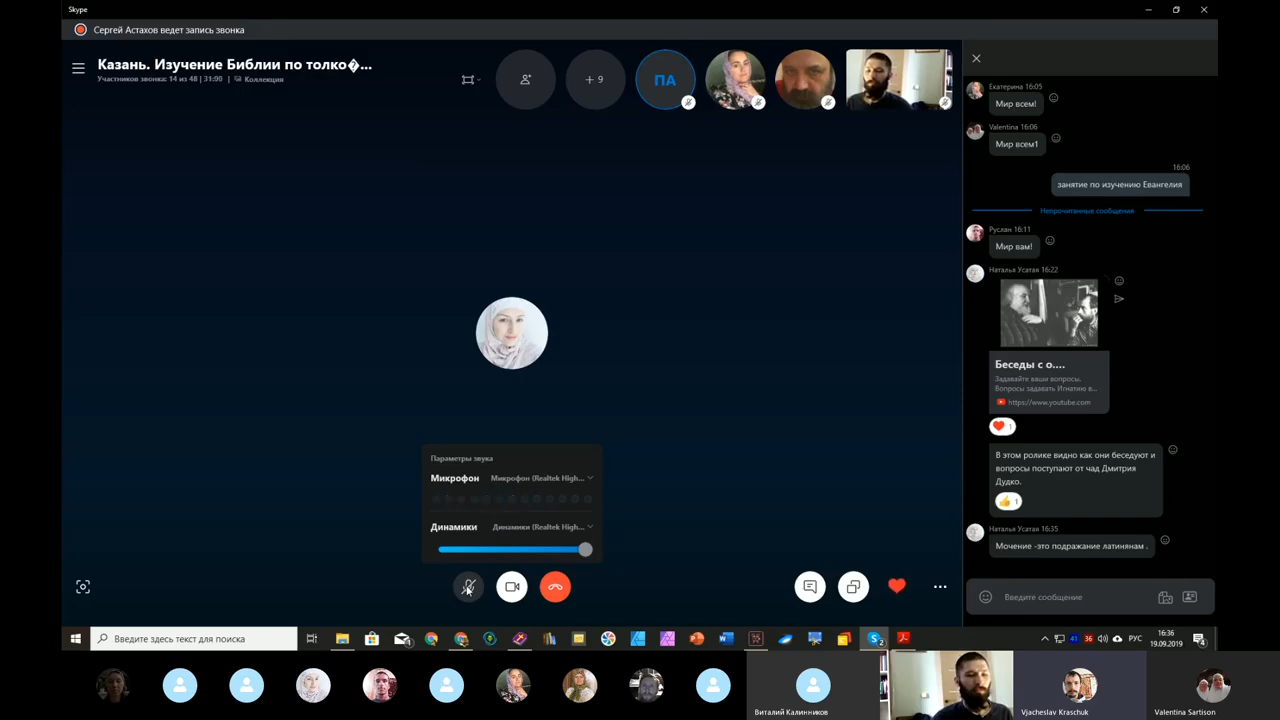 Skype
Сергей Астахов ведет запись звонка
Казань. Изучение Библии по толко�...
Участников звонка: 14 из 48 | 31:00 | Коллекция
+ 9
ПА
Екатерина 16:05
Мир всем!
Valentina 16:06
Мир всем1
16:06
занятие по изучению Евангелия
Непрочитанные сообщения
Руслан 16:11
Мир вам!
Наталья Усатая 16:22
Беседы с о....
Задавайте ваши вопросы.
Вопросы задавать Игнатию в...
https://www.youtube.com
1
В этом ролике видно как они беседуют и
вопросы поступают от чад Дмитрия
Дудко.
1
Наталья Усатая 16:35
Мочение -это подражание латинянам .
Введите сообщение
Параметры звука
Микрофон Микрофон (Realtek High...
Динамики Динамики (Realtek High...
Введите здесь текст для поиска
41 36 РУС
16:36
19.09.2019
4
Виталий Калинников
Vjacheslav Kraschuk
Valentina Sartison